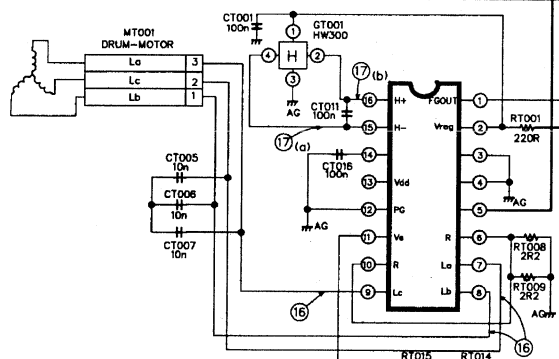 MT001
DRUM-MOTOR
La 3
Lc 2
Lb 1
CT001
100n
GT001
HW300
1
4 H 2
3
AG
17 (b)
CT011
100n
17 (a)
16 H+ FGOUT 1
15 H- Vreg 2
RT001
220R
14 3
CT016
100n
13 Vdd 4
AG
12 PG 5
AG
11 Vs R 6
RT008
2R2
10 R La 7
RT009
2R2
9 Lc Lb 8
AG
CT005
10n
CT006
10n
CT007
10n
16
16
RT015 RT014